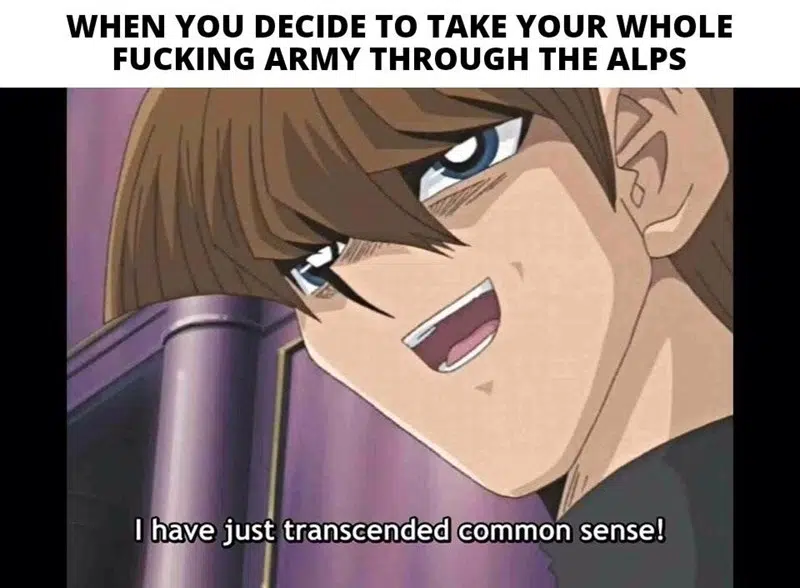 WHEN YOU DECIDE TO TAKE YOUR WHOLE
FUCKING ARMY THROUGH THE ALPS
I have just transcended common sense!